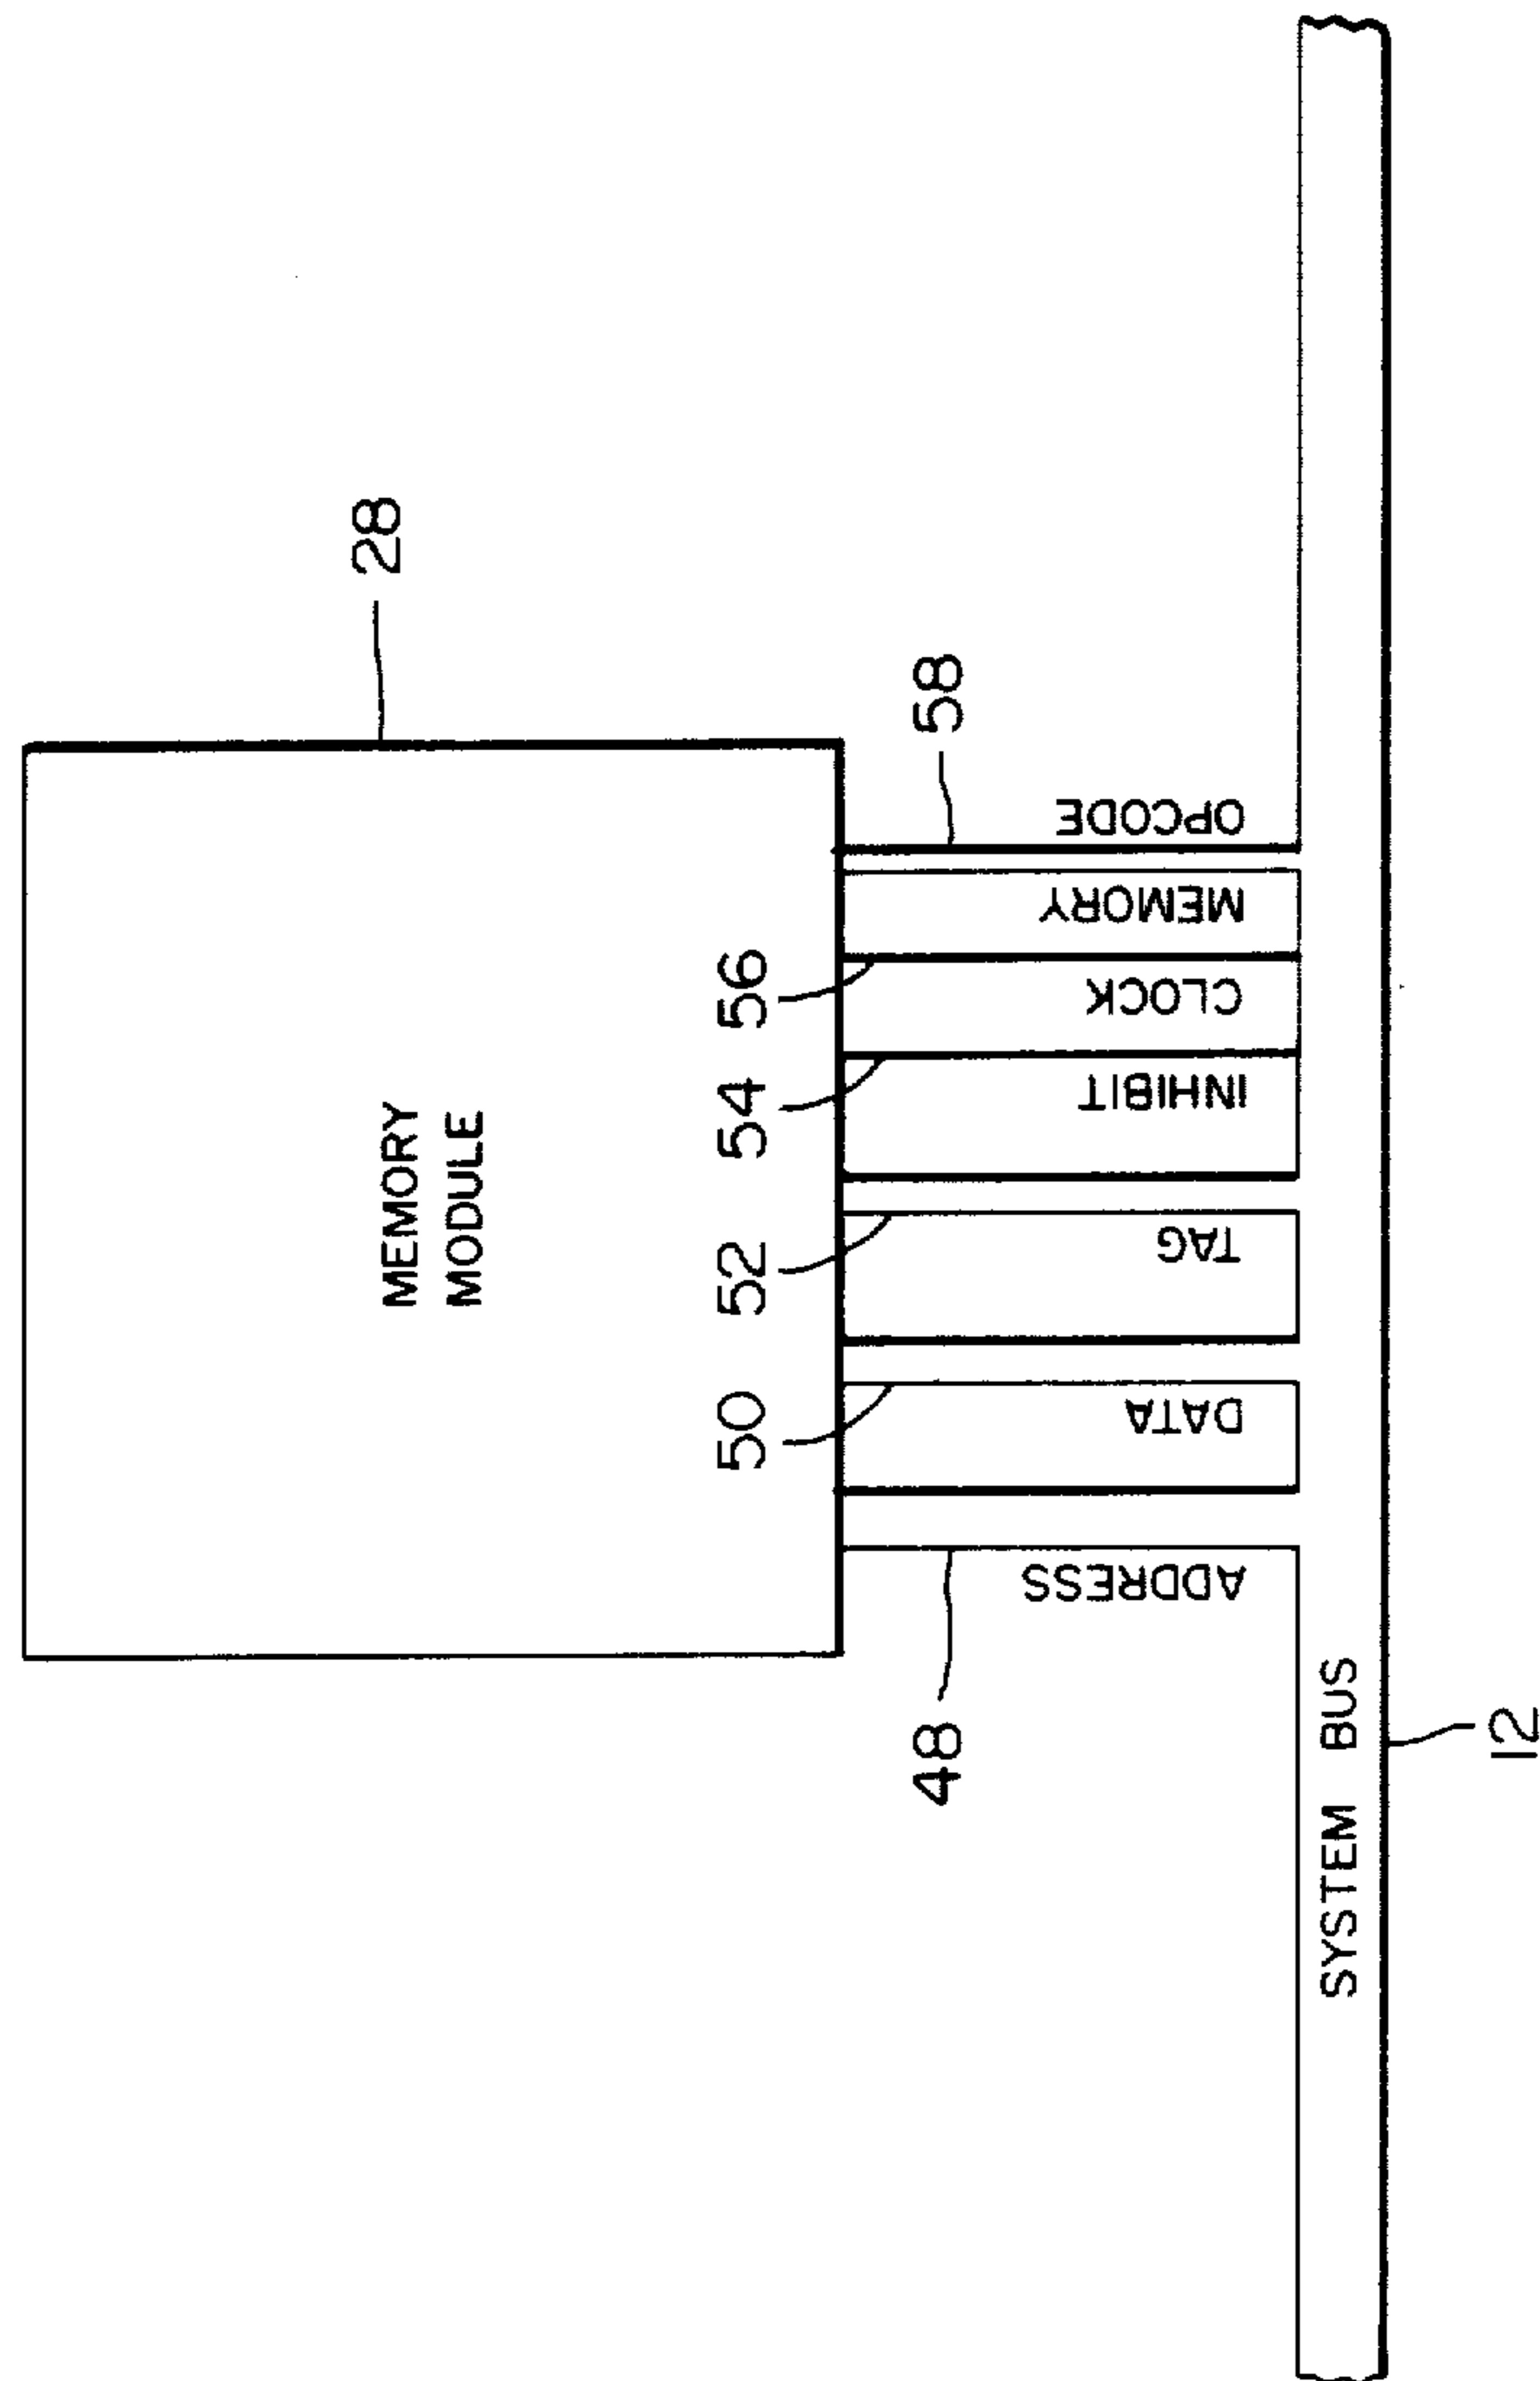 28
MEMORY
MODULE
50
52
54
56
48
58
ADDRESS
DATA
TAG
INHIBIT
CLOCK
MEMORY
OPCODE
SYSTEM BUS
12